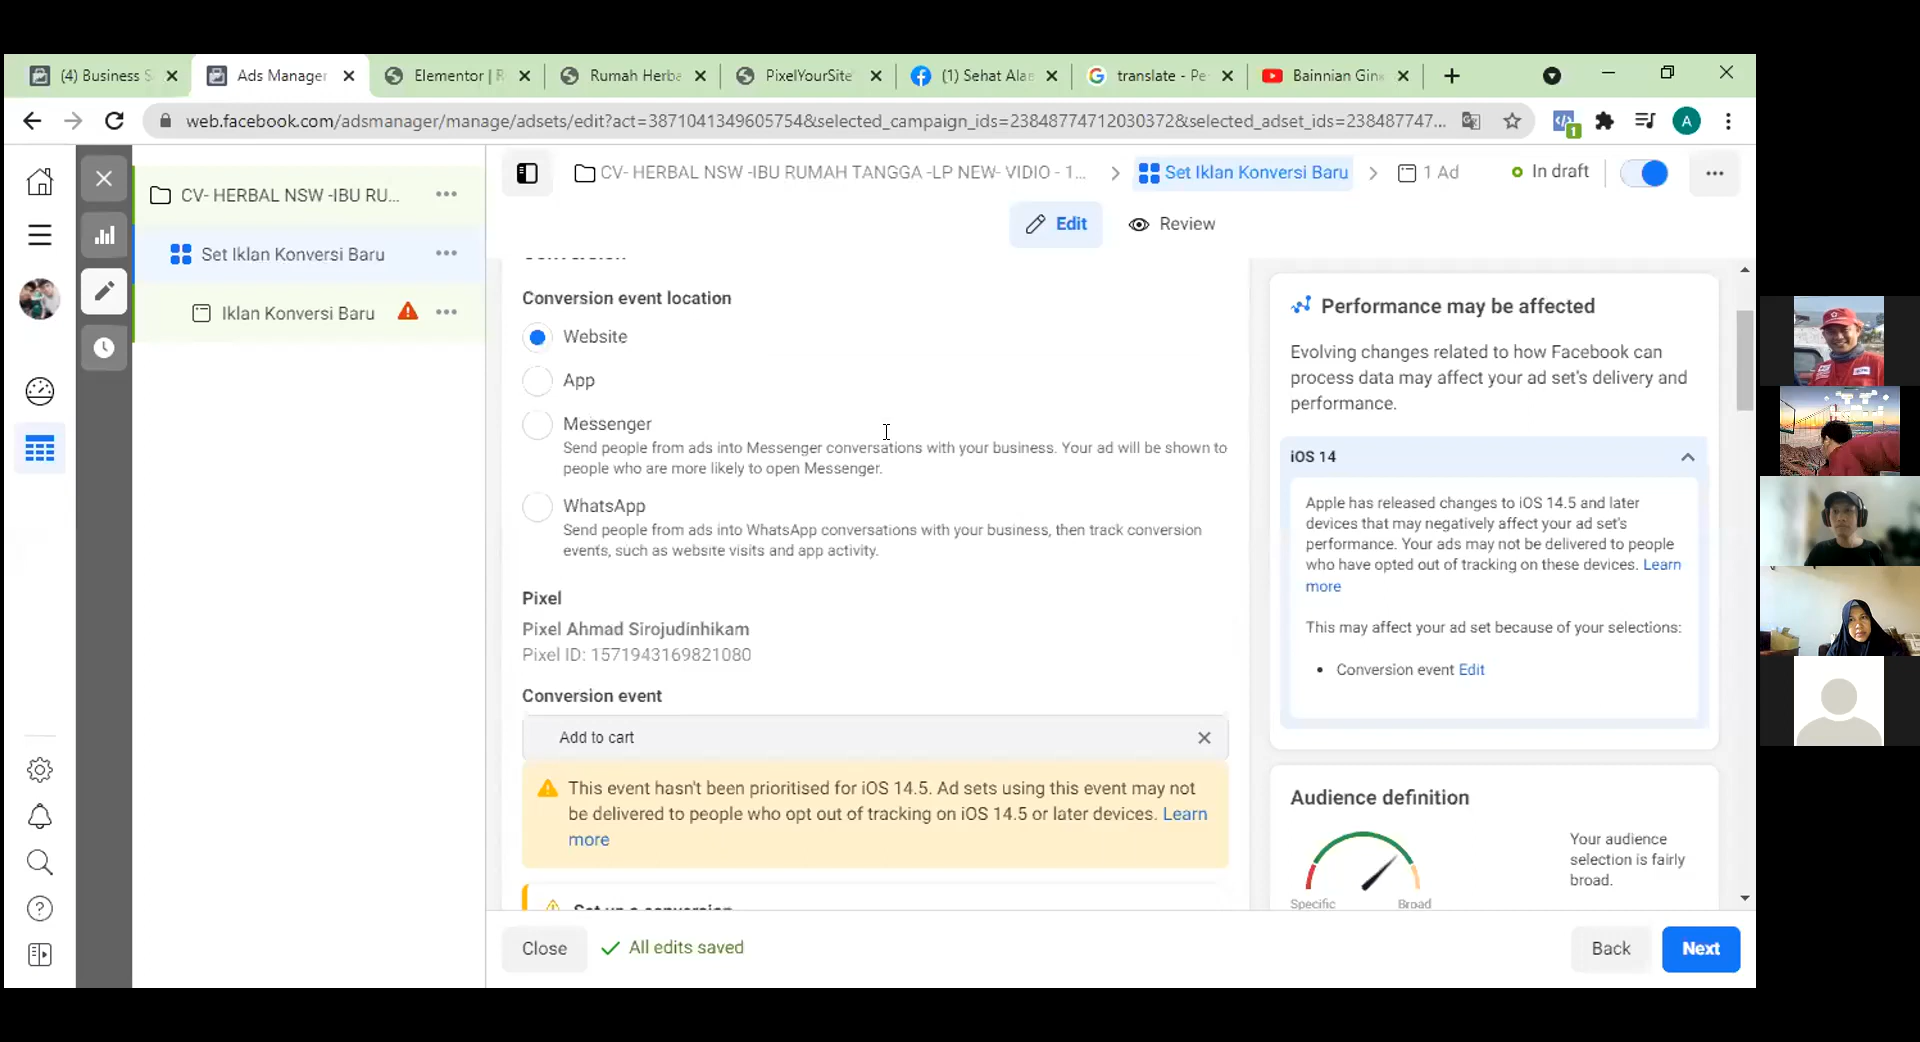 (4) Business S
Ads Manager
Elementor | R
Rumah Herba
PixelYourSite
(1) Sehat Alam
translate - Pe
Bainnian Gink
web.facebook.com/adsmanager/manage/adsets/edit?act=3871041349605754&selected_campaign_ids=23848774712030372&selected_adset_ids=238487747...
1
A
CV- HERBAL NSW -IBU RUMAH TANGGA -LP NEW- VIDIO - 1...
Set Iklan Konversi Baru
1 Ad
In draft
CV- HERBAL NSW -IBU RU...
Set Iklan Konversi Baru
Iklan Konversi Baru
Edit
Review
Conversion
Conversion event location
Website
App
Messenger
Send people from ads into Messenger conversations with your business. Your ad will be shown to
people who are more likely to open Messenger.
WhatsApp
Send people from ads into WhatsApp conversations with your business, then track conversion
events, such as website visits and app activity.
Pixel
Pixel Ahmad Sirojudinhikam
Pixel ID: 1571943169821080
Conversion event
Add to cart
This event hasn't been prioritised for iOS 14.5. Ad sets using this event may not
be delivered to people who opt out of tracking on iOS 14.5 or later devices. Learn
more
Set up a conversion
Performance may be affected
Evolving changes related to how Facebook can
process data may affect your ad set's delivery and
performance.
iOS 14
Apple has released changes to iOS 14.5 and later
devices that may negatively affect your ad set's
performance. Your ads may not be delivered to people
who have opted out of tracking on these devices. Learn
more
This may affect your ad set because of your selections:
• Conversion event Edit
Audience definition
Your audience
selection is fairly
broad.
Specific
Broad
Close
All edits saved
Back
Next